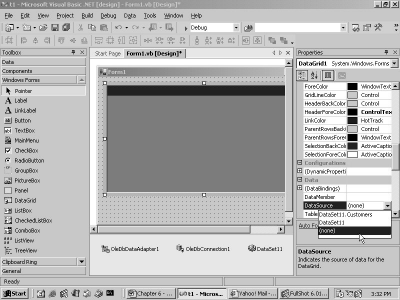 t1 - Microsoft Visual Basic .NET [design] - Form1.vb [Design]*
File Edit View Project Build Debug Data Tools Window Help
Debug
Toolbox
Data
Components
Windows Forms
Pointer
Label
LinkLabel
Button
TextBox
MainMenu
CheckBox
RadioButton
GroupBox
PictureBox
Panel
DataGrid
ListBox
CheckedListBox
ComboBox
ListView
TreeView
Clipboard Ring
General
Start Page Form1.vb [Design]*
Form1
OleDbDataAdapter1 OleDbConnection1 DataSet11
Properties
DataGrid1 System.Windows.Forms
ForeColor WindowText
GridLineColor Control
HeaderBackColor Control
HeaderForeColor ControlText
LinkColor HotTrack
ParentRowsBackC Control
ParentRowsForeC WindowText
SelectionBackCol ActiveCaption
SelectionForeCol ActiveCaption
Configurations
(DynamicPropert
Data
(DataBindings)
DataMember
DataSource (none)
Table
DataSet11.Customers
DataSet11
(none)
Auto Fo
DataSource
Indicates the source of data for the DataGrid.
Start Chapter 6 - ... t1 - Micros... Yahoo! Mail -... FullShot 6.01 3:32 PM